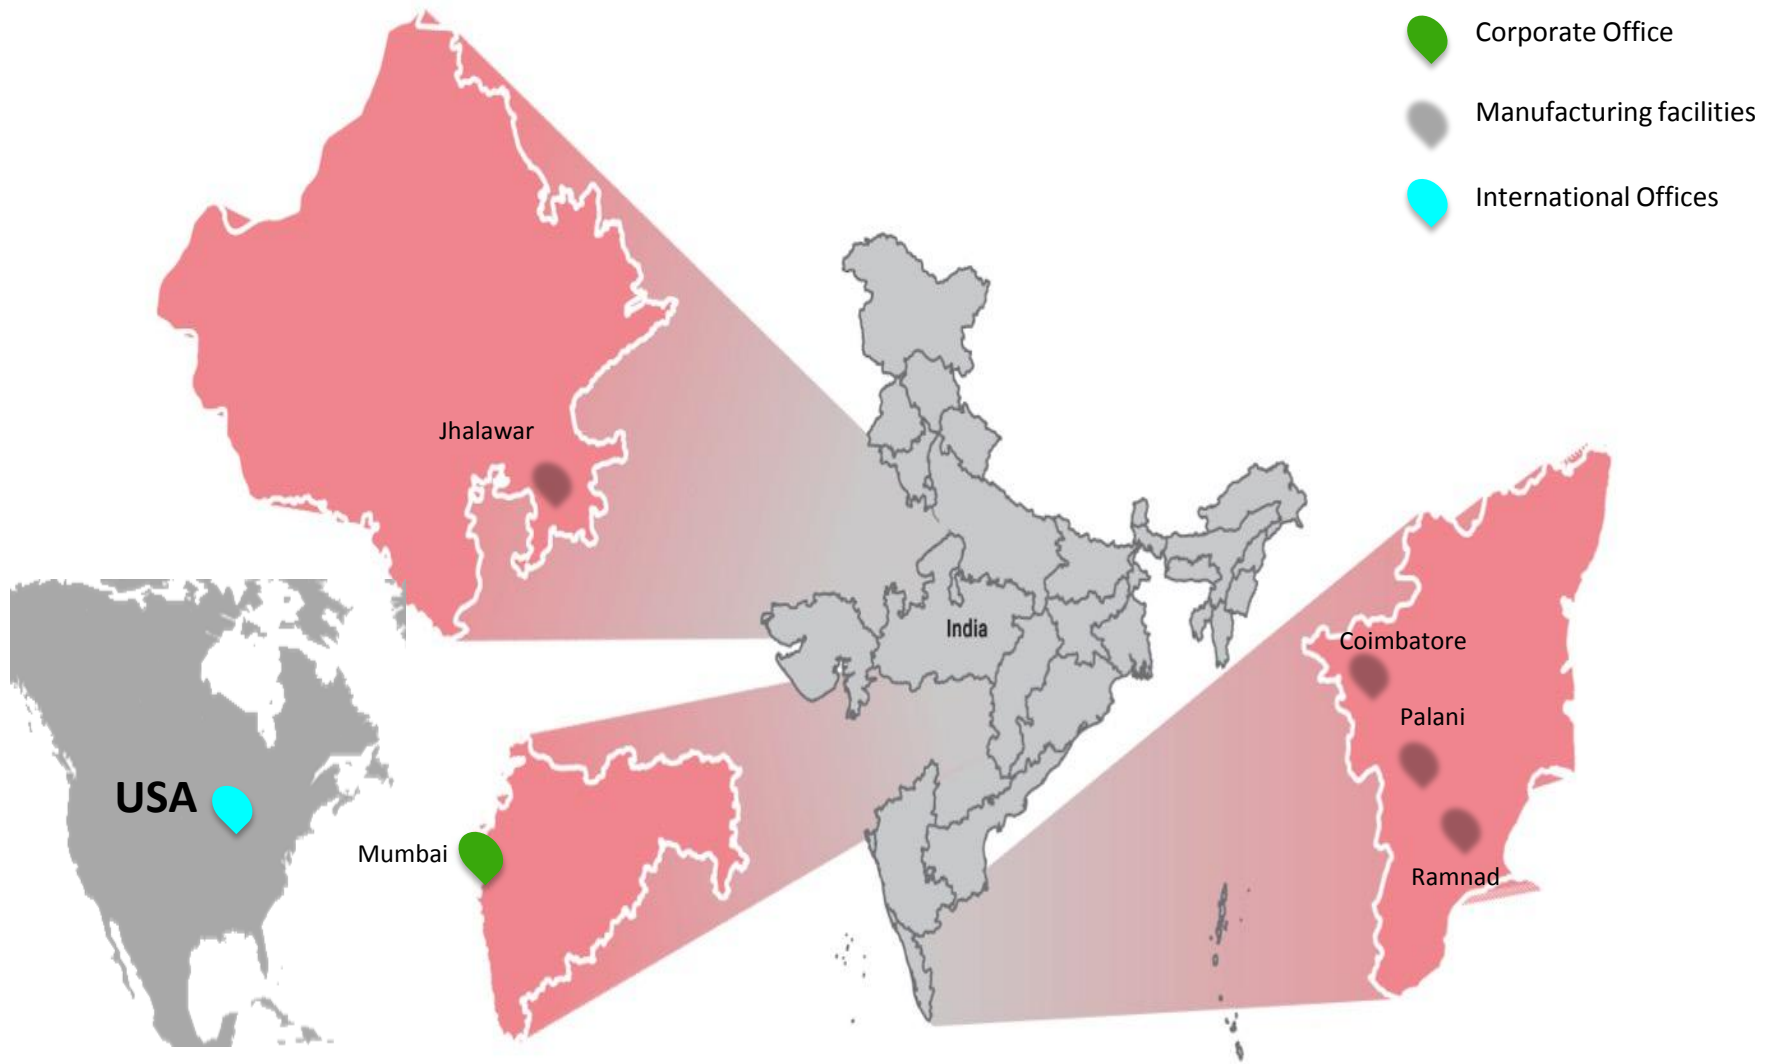 Corporate Office
Manufacturing facilities
International Offices
Jhalawar
India
Coimbatore
Palani
USA
Mumbai
Ramnad